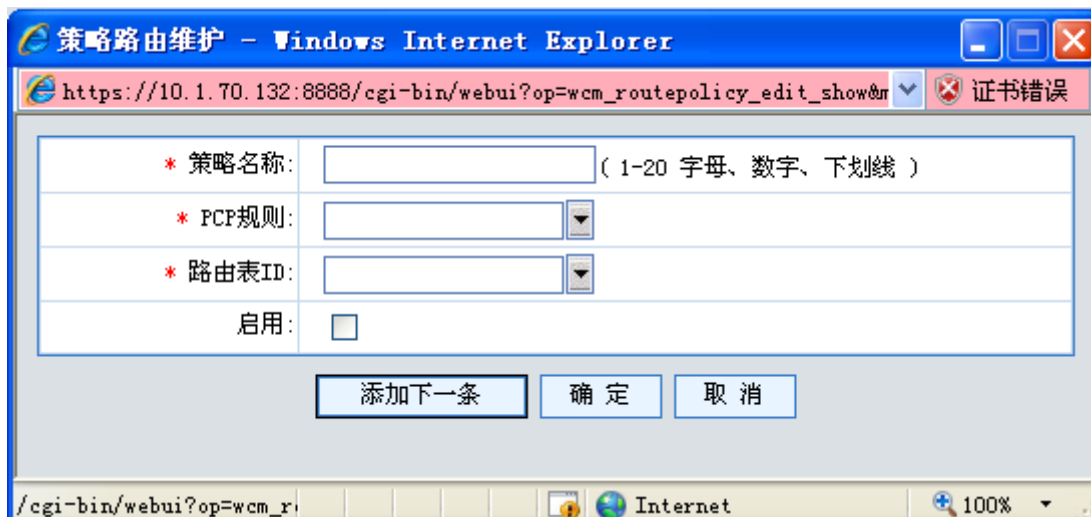 策略路由维护 - Windows Internet Explorer
https://10.1.70.132:8888/cgi-bin/webui?op=wcm_routepolicy_edit_show&m 证书错误
* 策略名称: ( 1-20 字母、数字、下划线 )
* PCP规则:
* 路由表ID:
启用:
添加下一条 确 定 取 消
/cgi-bin/webui?op=wcm_r Internet 100%